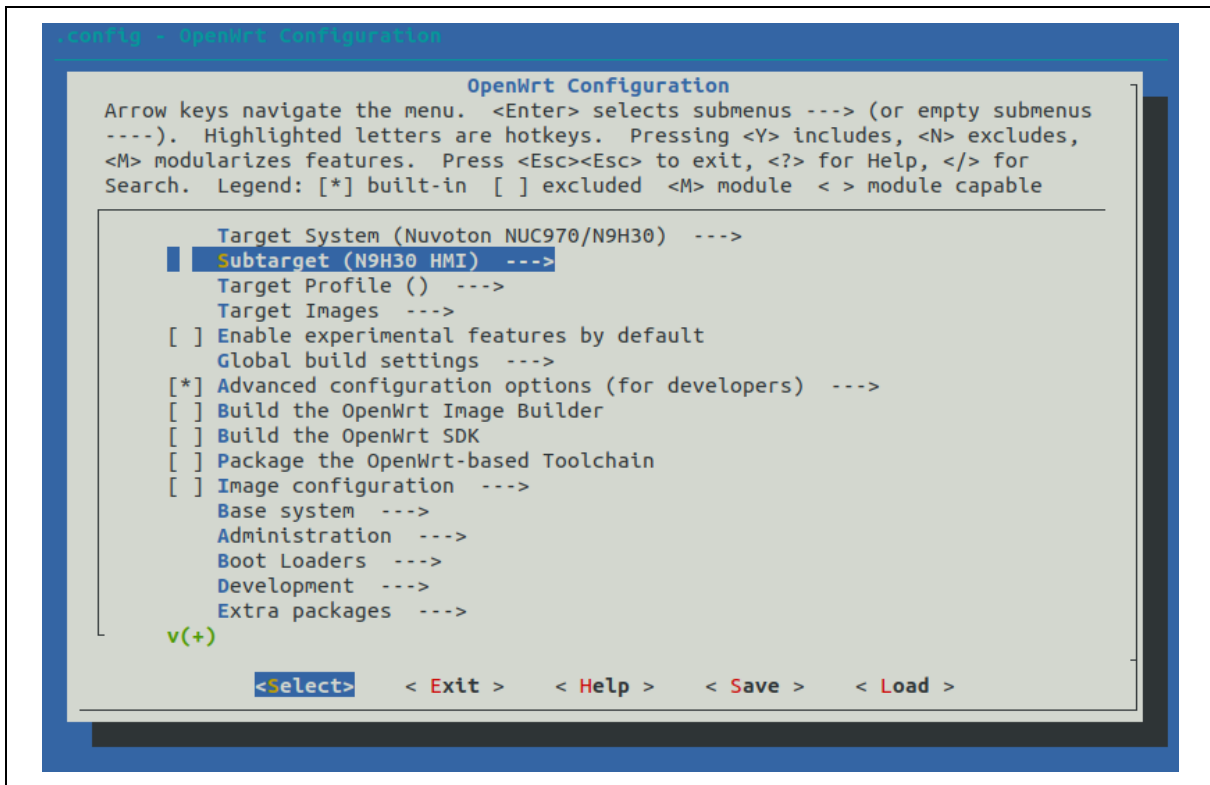 .config - OpenWrt Configuration
OpenWrt Configuration
Arrow keys navigate the menu.  <Enter> selects submenus ---> (or empty submenus
----).  Highlighted letters are hotkeys.  Pressing <Y> includes, <N> excludes,
<M> modularizes features.  Press <Esc><Esc> to exit, <?> for Help, </> for
Search.  Legend: [*] built-in  [ ] excluded  <M> module  < > module capable
Target System (Nuvoton NUC970/N9H30)  --->
Subtarget (N9H30 HMI)  --->
Target Profile ()  --->
Target Images  --->
[ ] Enable experimental features by default
Global build settings  --->
[*] Advanced configuration options (for developers)  --->
[ ] Build the OpenWrt Image Builder
[ ] Build the OpenWrt SDK
[ ] Package the OpenWrt-based Toolchain
[ ] Image configuration  --->
Base system  --->
Administration  --->
Boot Loaders  --->
Development  --->
Extra packages  --->
v(+)
<Select>    < Exit >    < Help >    < Save >    < Load >